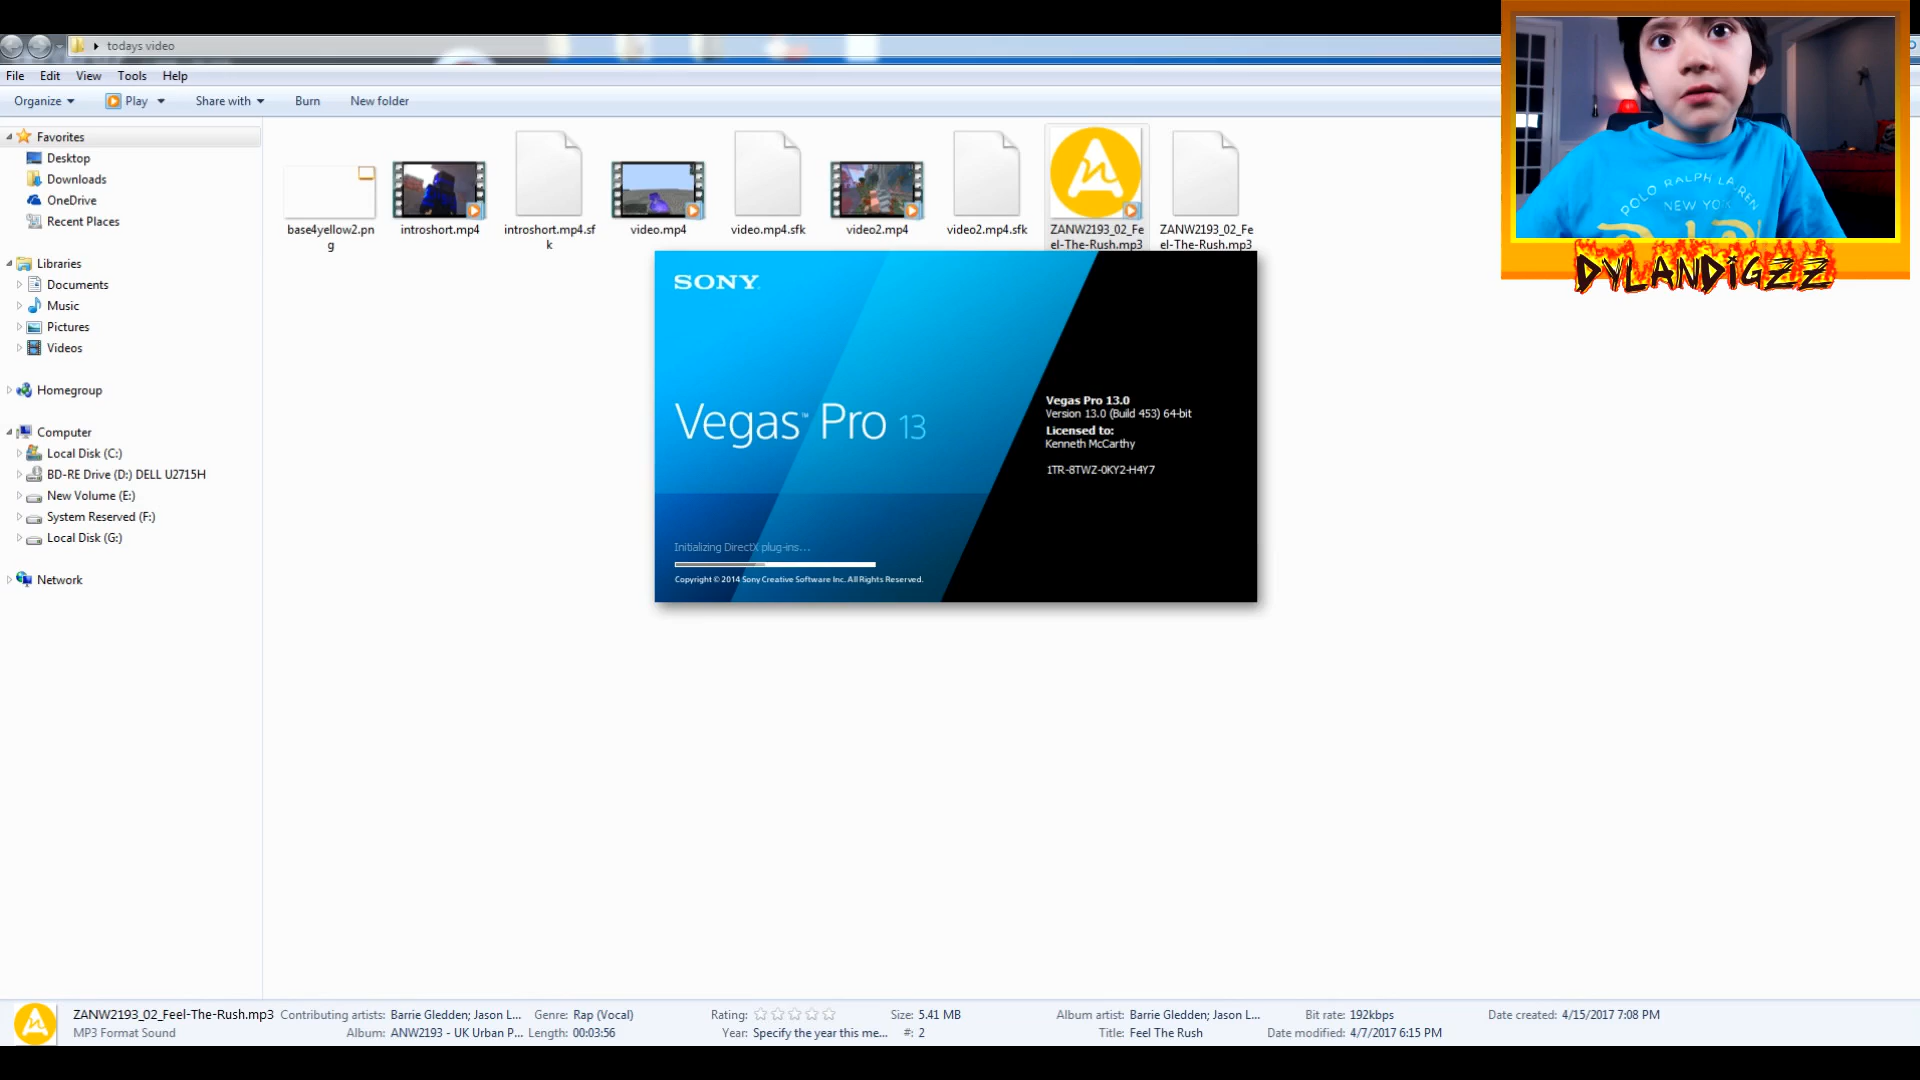 todays video
File Edit View Tools Help
Organize Play Share with Burn New folder
Favorites
Desktop
Downloads
OneDrive
Recent Places
Libraries
Documents
Music
Pictures
Videos
Homegroup
Computer
Local Disk (C:)
BD-RE Drive (D:) DELL U2715H
New Volume (E:)
System Reserved (F:)
Local Disk (G:)
Network
base4yellow2.pn
g
introshort.mp4
introshort.mp4.sf
k
video.mp4
video.mp4.sfk
video2.mp4
video2.mp4.sfk
ZANW2193_02_Fe
el-The-Rush.mp3
ZANW2193_02_Fe
el-The-Rush.mp3
SONY
Vegas™ Pro 13
Vegas Pro 13.0
Version 13.0 (Build 453) 64-bit
Licensed to:
Kenneth McCarthy
1TR-8TWZ-0KY2-H4Y7
Initializing DirectX plug-ins...
Copyright © 2014 Sony Creative Software Inc. All Rights Reserved.
POLO RALPH LAUREN
NEW YORK
DYLANDIGZZ
ZANW2193_02_Feel-The-Rush.mp3 Contributing artists: Barrie Gledden; Jason L... Genre: Rap (Vocal) Rating: Size: 5.41 MB Album artist: Barrie Gledden; Jason L... Bit rate: 192kbps Date created: 4/15/2017 7:08 PM
MP3 Format Sound Album: ANW2193 - UK Urban P... Length: 00:03:56 Year: Specify the year this me... #: 2 Title: Feel The Rush Date modified: 4/7/2017 6:15 PM